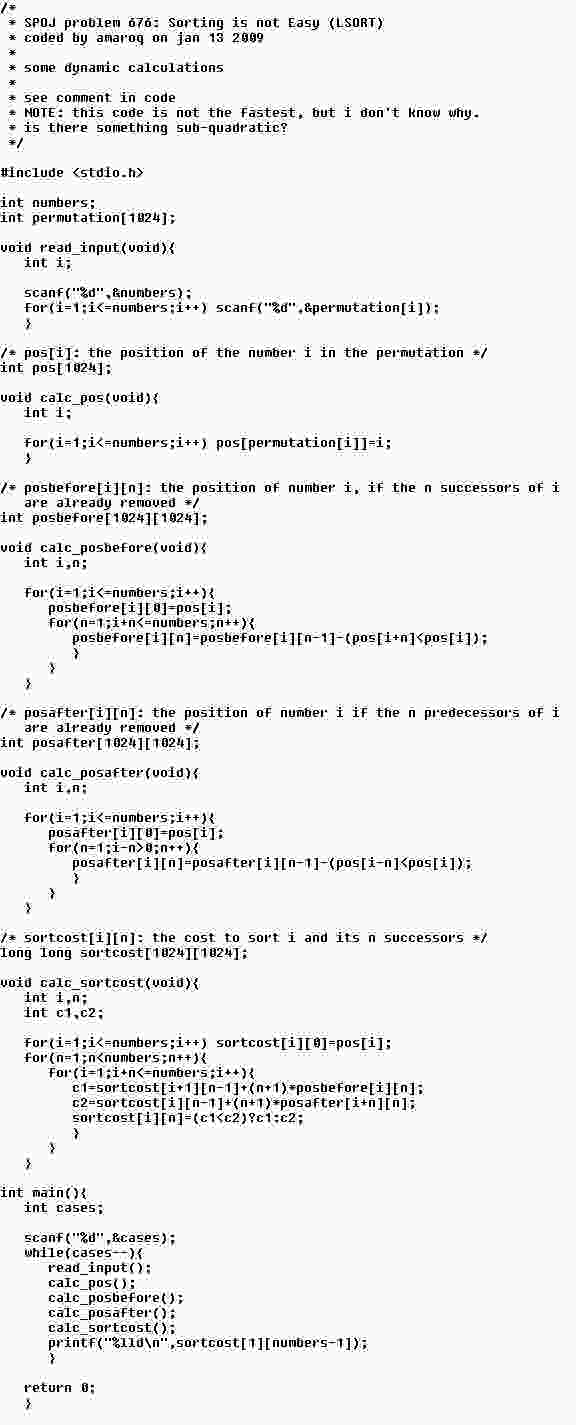 /*
 * SPOJ problem 676: Sorting is not Easy (LSORT)
 * coded by amaroq on jan 13 2009
 *
 * some dynamic calculations
 *
 * see comment in code
 * NOTE: this code is not the fastest, but i don't know why.
 * is there something sub-quadratic?
 */

#include <stdio.h>

int numbers;
int permutation[1024];

void read_input(void){
   int i;

   scanf("%d",&numbers);
   for(i=1;i<=numbers;i++) scanf("%d",&permutation[i]);
   }

/* pos[i]: the position of the number i in the permutation */
int pos[1024];

void calc_pos(void){
   int i;

   for(i=1;i<=numbers;i++) pos[permutation[i]]=i;
   }

/* posbefore[i][n]: the position of number i, if the n successors of i
   are already removed */
int posbefore[1024][1024];

void calc_posbefore(void){
   int i,n;

   for(i=1;i<=numbers;i++){
      posbefore[i][0]=pos[i];
      for(n=1;i+n<=numbers;n++){
         posbefore[i][n]=posbefore[i][n-1]-(pos[i+n]<pos[i]);
         }
      }
   }

/* posafter[i][n]: the position of number i if the n predecessors of i
   are already removed */
int posafter[1024][1024];

void calc_posafter(void){
   int i,n;

   for(i=1;i<=numbers;i++){
      posafter[i][0]=pos[i];
      for(n=1;i-n>0;n++){
         posafter[i][n]=posafter[i][n-1]-(pos[i-n]<pos[i]);
         }
      }
   }

/* sortcost[i][n]: the cost to sort i and its n successors */
long long sortcost[1024][1024];

void calc_sortcost(void){
   int i,n;
   int c1,c2;

   for(i=1;i<=numbers;i++) sortcost[i][0]=pos[i];
   for(n=1;n<numbers;n++){
      for(i=1;i+n<=numbers;i++){
         c1=sortcost[i+1][n-1]+(n+1)*posbefore[i][n];
         c2=sortcost[i][n-1]+(n+1)*posafter[i+n][n];
         sortcost[i][n]=(c1<c2)?c1:c2;
         }
      }
   }

int main(){
   int cases;

   scanf("%d",&cases);
   while(cases--){
      read_input();
      calc_pos();
      calc_posbefore();
      calc_posafter();
      calc_sortcost();
      printf("%lld\n",sortcost[1][numbers-1]);
      }

   return 0;
   }